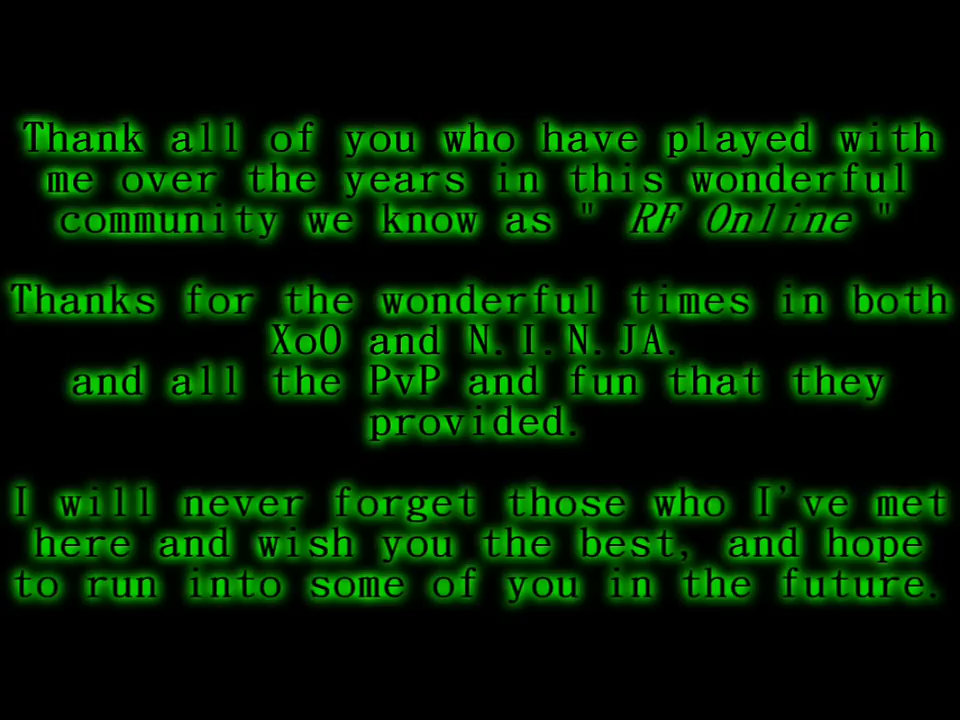 Thank all of you who have played with
me over the years in this wonderful
community we know as " RF Online "
Thanks for the wonderful times in both
XoO and N.I.N.JA.
and all the PvP and fun that they
provided.
I will never forget those who I've met
here and wish you the best, and hope
to run into some of you in the future.